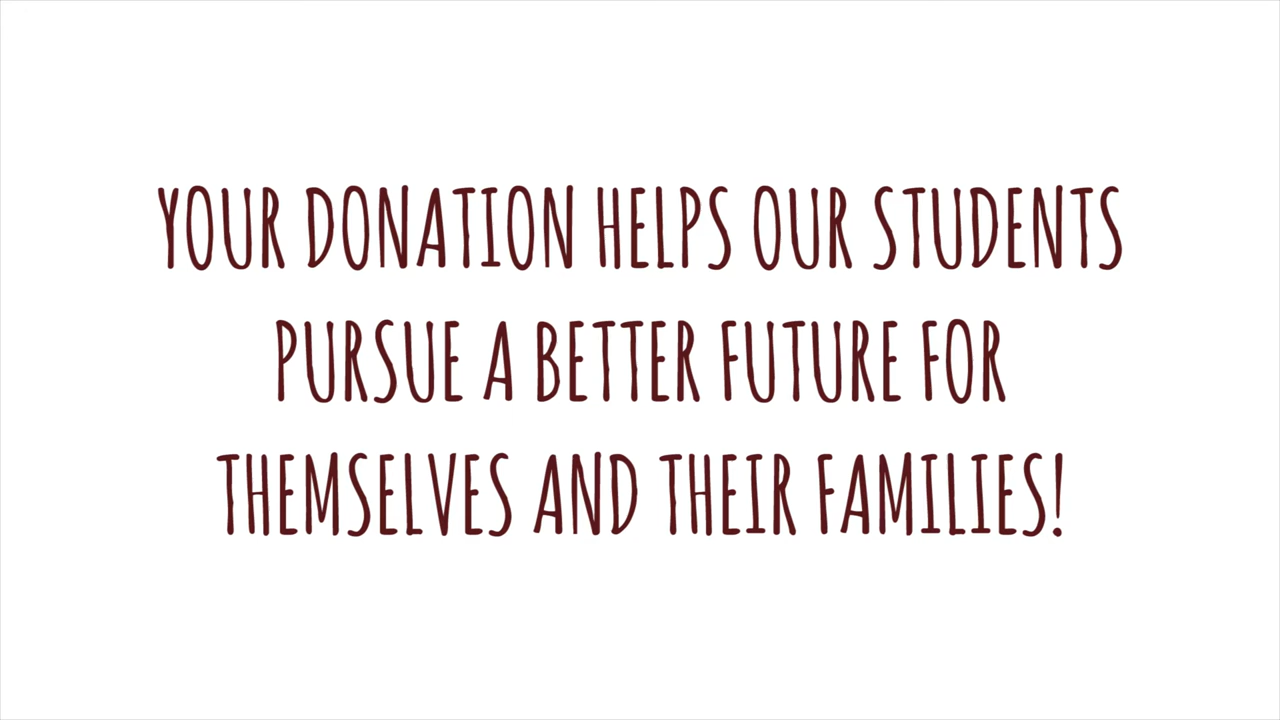 YOUR DONATION HELPS OUR STUDENTS
PURSUE A BETTER FUTURE FOR
THEMSELVES AND THEIR FAMILIES!